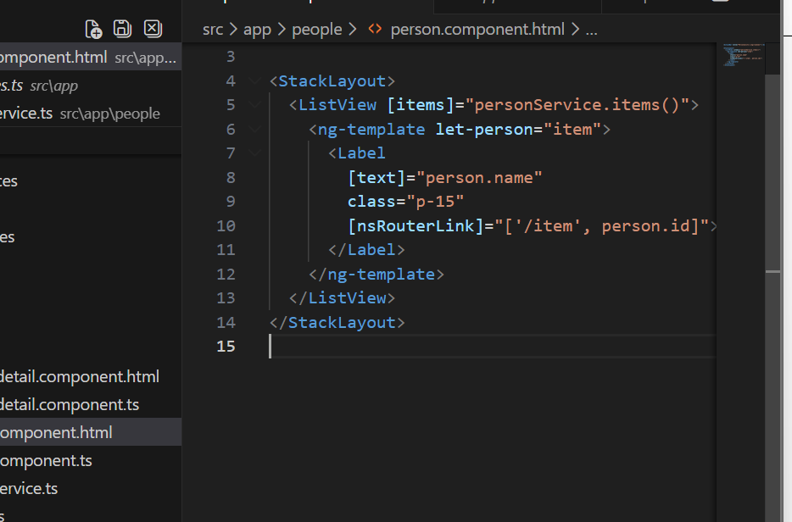 omponent.html src\app...
es.ts src\app
ervice.ts src\app\people
ces
es
detail.component.html
detail.component.ts
omponent.html
omponent.ts
ervice.ts
s
src > app > people > <> person.component.html > ...
3
4 <StackLayout>
5 <ListView [items]="personService.items()">
6 <ng-template let-person="item">
7 <Label
8 [text]="person.name"
9 class="p-15"
10 [nsRouterLink]="['/item', person.id]">
11 </Label>
12 </ng-template>
13 </ListView>
14 </StackLayout>
15